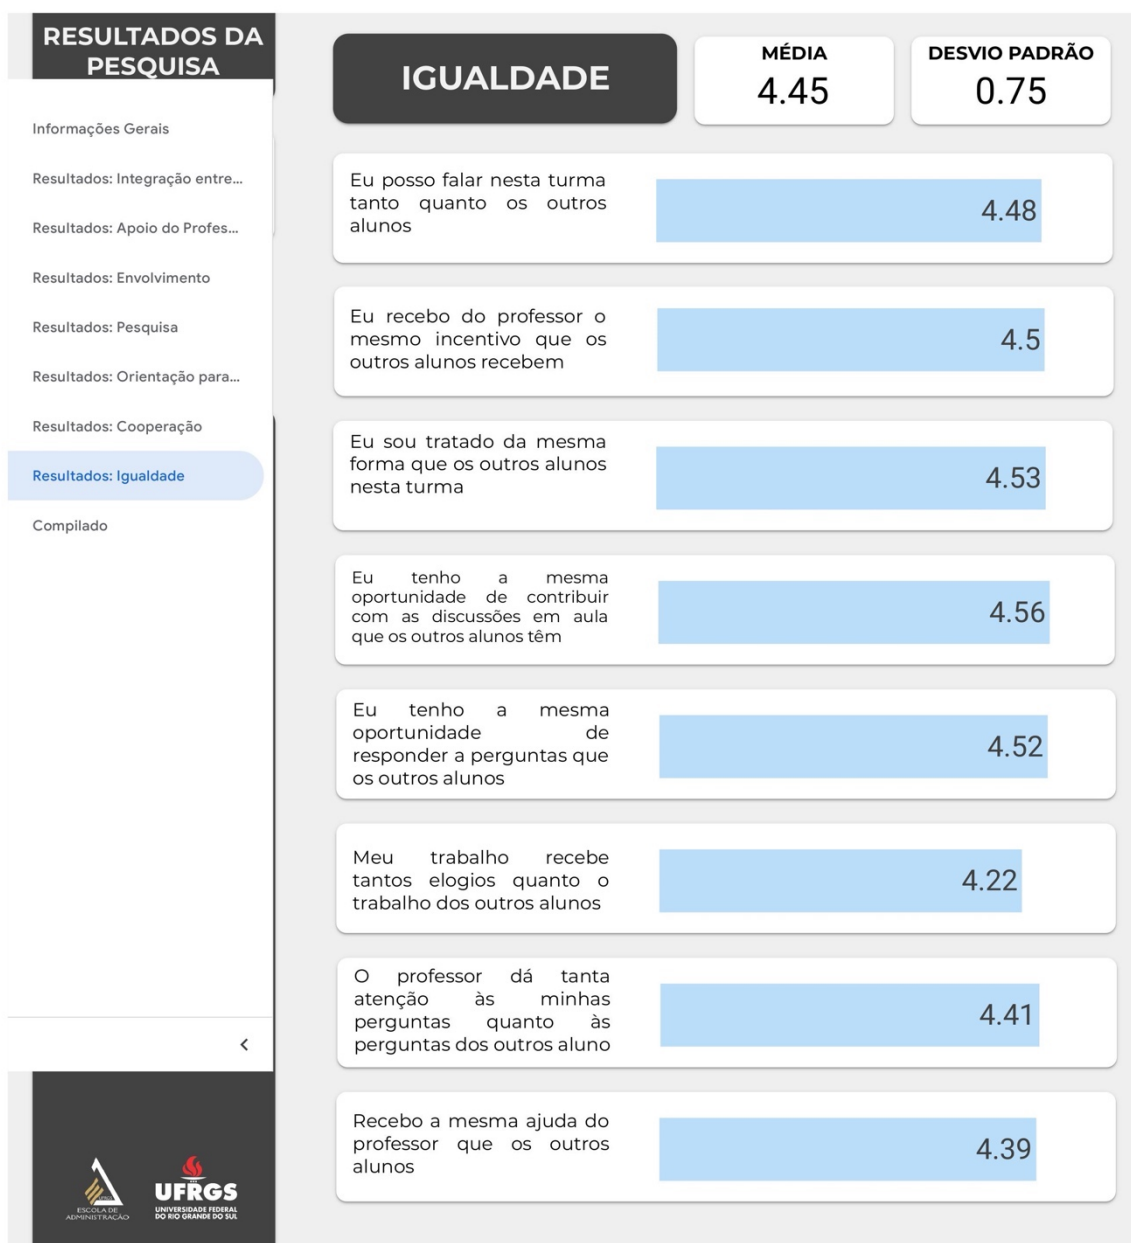 RESULTADOS DA
PESQUISA
Informações Gerais
Resultados: Integração entre...
Resultados: Apoio do Profes...
Resultados: Envolvimento
Resultados: Pesquisa
Resultados: Orientação para...
Resultados: Cooperação
Resultados: Igualdade
Compilado
ESCOLA DE
ADMINISTRAÇÃO
UFRGS
UNIVERSIDADE FEDERAL
DO RIO GRANDE DO SUL
IGUALDADE
MÉDIA
4.45
DESVIO PADRÃO
0.75
Eu posso falar nesta turma
tanto quanto os outros
alunos
4.48
Eu recebo do professor o
mesmo incentivo que os
outros alunos recebem
4.5
Eu sou tratado da mesma
forma que os outros alunos
nesta turma
4.53
Eu tenho a mesma
oportunidade de contribuir
com as discussões em aula
que os outros alunos têm
4.56
Eu tenho a mesma
oportunidade de
responder a perguntas que
os outros alunos
4.52
Meu trabalho recebe
tantos elogios quanto o
trabalho dos outros alunos
4.22
O professor dá tanta
atenção às minhas
perguntas quanto às
perguntas dos outros aluno
4.41
Recebo a mesma ajuda do
professor que os outros
alunos
4.39